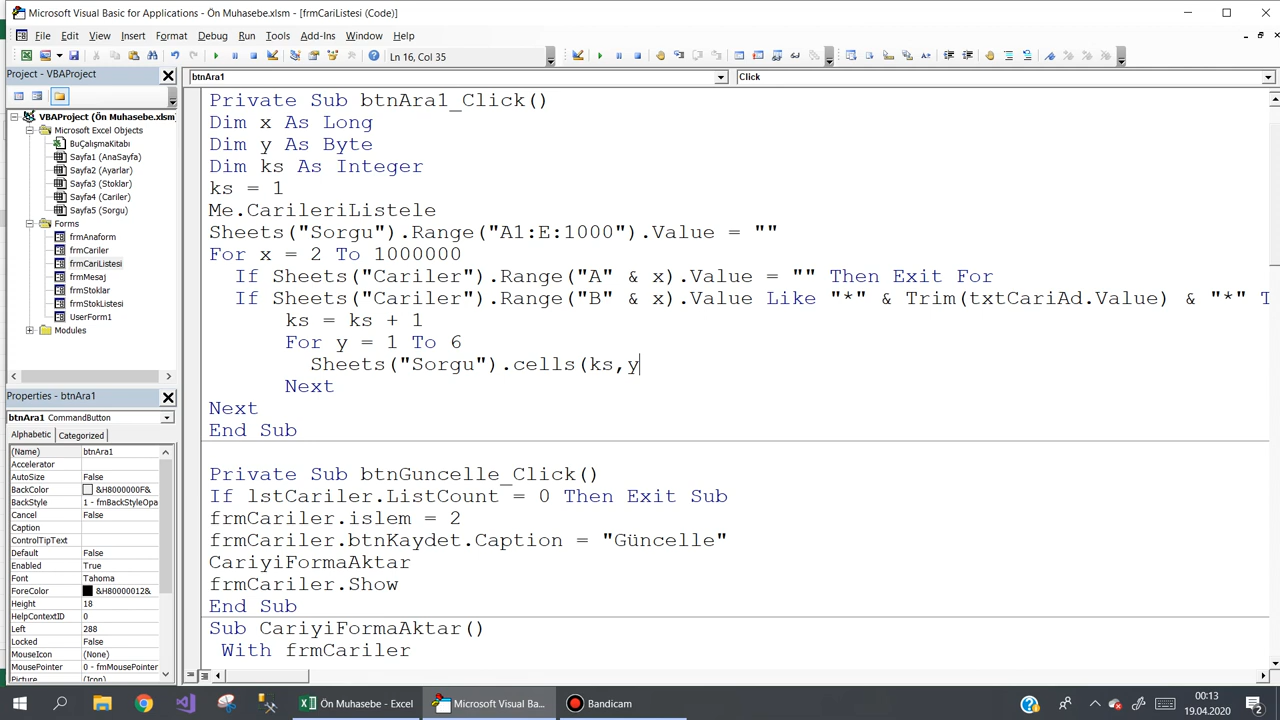 Microsoft Visual Basic for Applications - Ön Muhasebe.xlsm - [frmCariListesi (Code)]
File Edit View Insert Format Debug Run Tools Add-Ins Window Help
Ln 16, Col 35
Project - VBAProject
btnAra1 Click
VBAProject (Ön Muhasebe.xlsm)
Microsoft Excel Objects
BuÇalışmaKitabı
Sayfa1 (AnaSayfa)
Sayfa2 (Ayarlar)
Sayfa3 (Stoklar)
Sayfa4 (Cariler)
Sayfa5 (Sorgu)
Forms
frmAnaform
frmCariler
frmCariListesi
frmMesaj
frmStoklar
frmStokListesi
UserForm1
Modules
Properties - btnAra1
btnAra1 CommandButton
Alphabetic Categorized
(Name) btnAra1
Accelerator
AutoSize False
BackColor &H8000000F&
BackStyle 1 - fmBackStyleOpa
Cancel False
Caption
ControlTipText
Default False
Enabled True
Font Tahoma
ForeColor &H80000012&
Height 18
HelpContextID 0
Left 288
Locked False
MouseIcon (None)
MousePointer 0 - fmMousePointer
Picture (Icon)
Private Sub btnAra1_Click()
Dim x As Long
Dim y As Byte
Dim ks As Integer
ks = 1
Me.CarileriListele
Sheets("Sorgu").Range("A1:E:1000").Value = ""
For x = 2 To 1000000
If Sheets("Cariler").Range("A" & x).Value = "" Then Exit For
If Sheets("Cariler").Range("B" & x).Value Like "*" & Trim(txtCariAd.Value) & "*" T
ks = ks + 1
For y = 1 To 6
Sheets("Sorgu").cells(ks,y
Next
Next
End Sub
Private Sub btnGuncelle_Click()
If lstCariler.ListCount = 0 Then Exit Sub
frmCariler.islem = 2
frmCariler.btnKaydet.Caption = "Güncelle"
CariyiFormaAktar
frmCariler.Show
End Sub
Sub CariyiFormaAktar()
With frmCariler
Ön Muhasebe - Excel
Microsoft Visual Ba...
Bandicam
00:13
19.04.2020
2